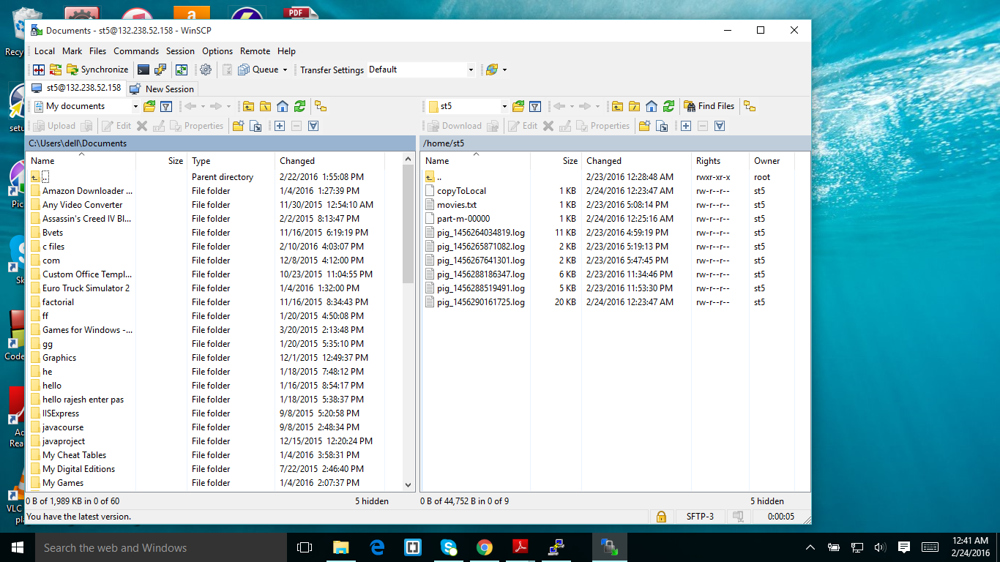 PDF
Recy
setu
Pic
Sk
Code
Ad
Rea
VLC
pla
Documents - st5@132.238.52.158 - WinSCP
Local Mark Files Commands Session Options Remote Help
Synchronize Queue Transfer Settings Default
st5@132.238.52.158 New Session
My documents st5 Find Files
Upload Edit Properties Download Edit Properties
C:\Users\dell\Documents /home/st5
Name Size Type Changed Name Size Changed Rights Owner
.. Parent directory 2/22/2016 1:55:08 PM .. 2/23/2016 12:28:48 AM rwxr-xr-x root
Amazon Downloader ... File folder 1/4/2016 1:27:39 PM copyToLocal 1 KB 2/24/2016 12:23:47 AM rw-r--r-- st5
Any Video Converter File folder 11/30/2015 12:54:10 AM movies.txt 1 KB 2/23/2016 5:08:14 PM rw-r--r-- st5
Assassin's Creed IV Bl... File folder 2/2/2015 8:13:47 PM part-m-00000 1 KB 2/24/2016 12:25:16 AM rw-r--r-- st5
Bvets File folder 11/16/2015 6:19:19 PM pig_1456264034819.log 11 KB 2/23/2016 4:59:19 PM rw-r--r-- st5
c files File folder 2/10/2016 4:03:07 PM pig_1456265871082.log 2 KB 2/23/2016 5:19:13 PM rw-r--r-- st5
com File folder 12/8/2015 4:12:00 PM pig_1456267641301.log 2 KB 2/23/2016 5:47:45 PM rw-r--r-- st5
Custom Office Templ... File folder 10/23/2015 11:04:55 PM pig_1456288186347.log 6 KB 2/23/2016 11:34:46 PM rw-r--r-- st5
Euro Truck Simulator 2 File folder 1/4/2016 1:32:00 PM pig_1456288519491.log 5 KB 2/23/2016 11:53:30 PM rw-r--r-- st5
factorial File folder 11/16/2015 8:34:43 PM pig_1456290161725.log 20 KB 2/24/2016 12:23:47 AM rw-r--r-- st5
ff File folder 1/20/2015 4:50:08 PM
Games for Windows -... File folder 3/20/2015 2:13:48 PM
gg File folder 1/20/2015 5:35:10 PM
Graphics File folder 12/1/2015 12:49:37 PM
he File folder 1/18/2015 7:48:12 PM
hello File folder 1/16/2015 8:54:17 PM
hello rajesh enter pas File folder 1/18/2015 5:38:37 PM
IISExpress File folder 9/8/2015 5:20:58 PM
javacourse File folder 9/8/2015 2:48:34 PM
javaproject File folder 12/15/2015 12:20:24 PM
My Cheat Tables File folder 1/4/2016 3:58:31 PM
My Digital Editions File folder 7/22/2015 2:46:40 PM
My Games File folder 1/4/2016 2:07:37 PM
0 B of 1,989 KB in 0 of 60 5 hidden 0 B of 44,752 B in 0 of 9 5 hidden
You have the latest version. SFTP-3 0:00:05
Search the web and Windows
12:41 AM
2/24/2016